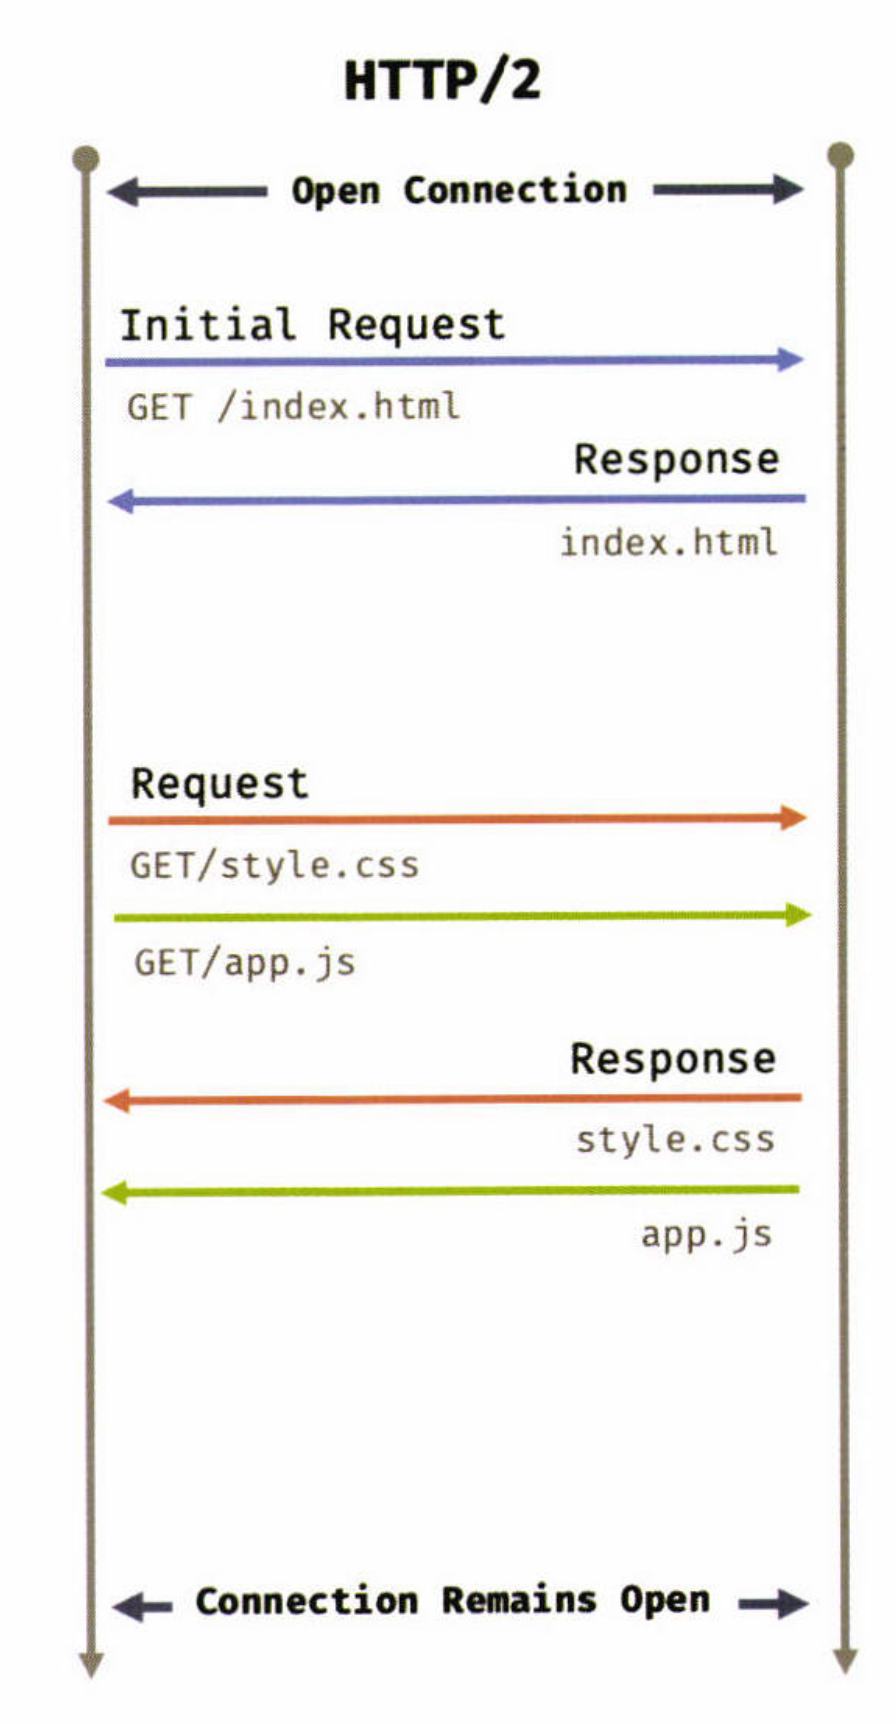 HTTP/2
Open Connection
Initial Request
GET /index.html
Response
index.html
Request
GET/style.css
GET/app.js
Response
style.css
app.js
Connection Remains Open